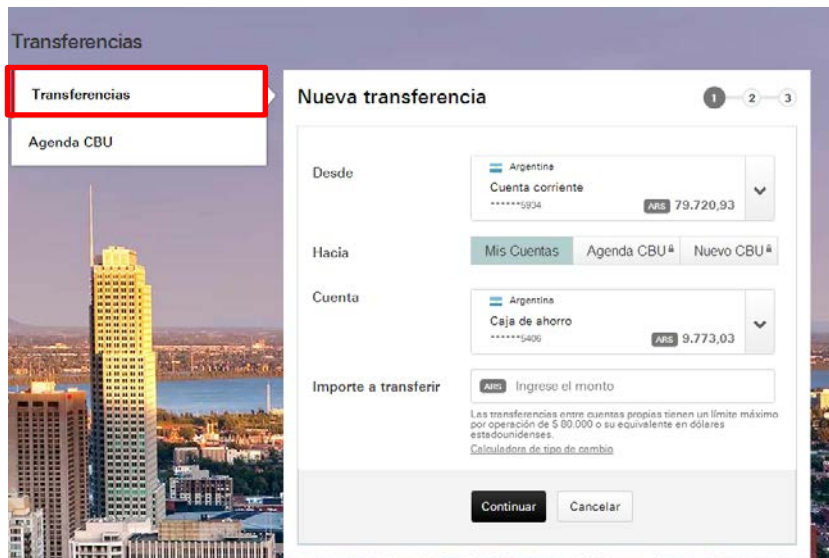 Transferencias
Transferencias
Agenda CBU
Nueva transferencia
1 2 3
Desde
Argentina
Cuenta corriente
******5934
ARS 79.720,93
Hacia
Mis Cuentas Agenda CBU Nuevo CBU
Cuenta
Argentina
Caja de ahorro
******5406
ARS 9.773,03
Importe a transferir
ARS Ingrese el monto
Las transferencias entre cuentas propias tienen un límite máximo
por operación de $ 80.000 o su equivalente en dólares
estadounidenses.
Calculadora de tipo de cambio
Continuar Cancelar